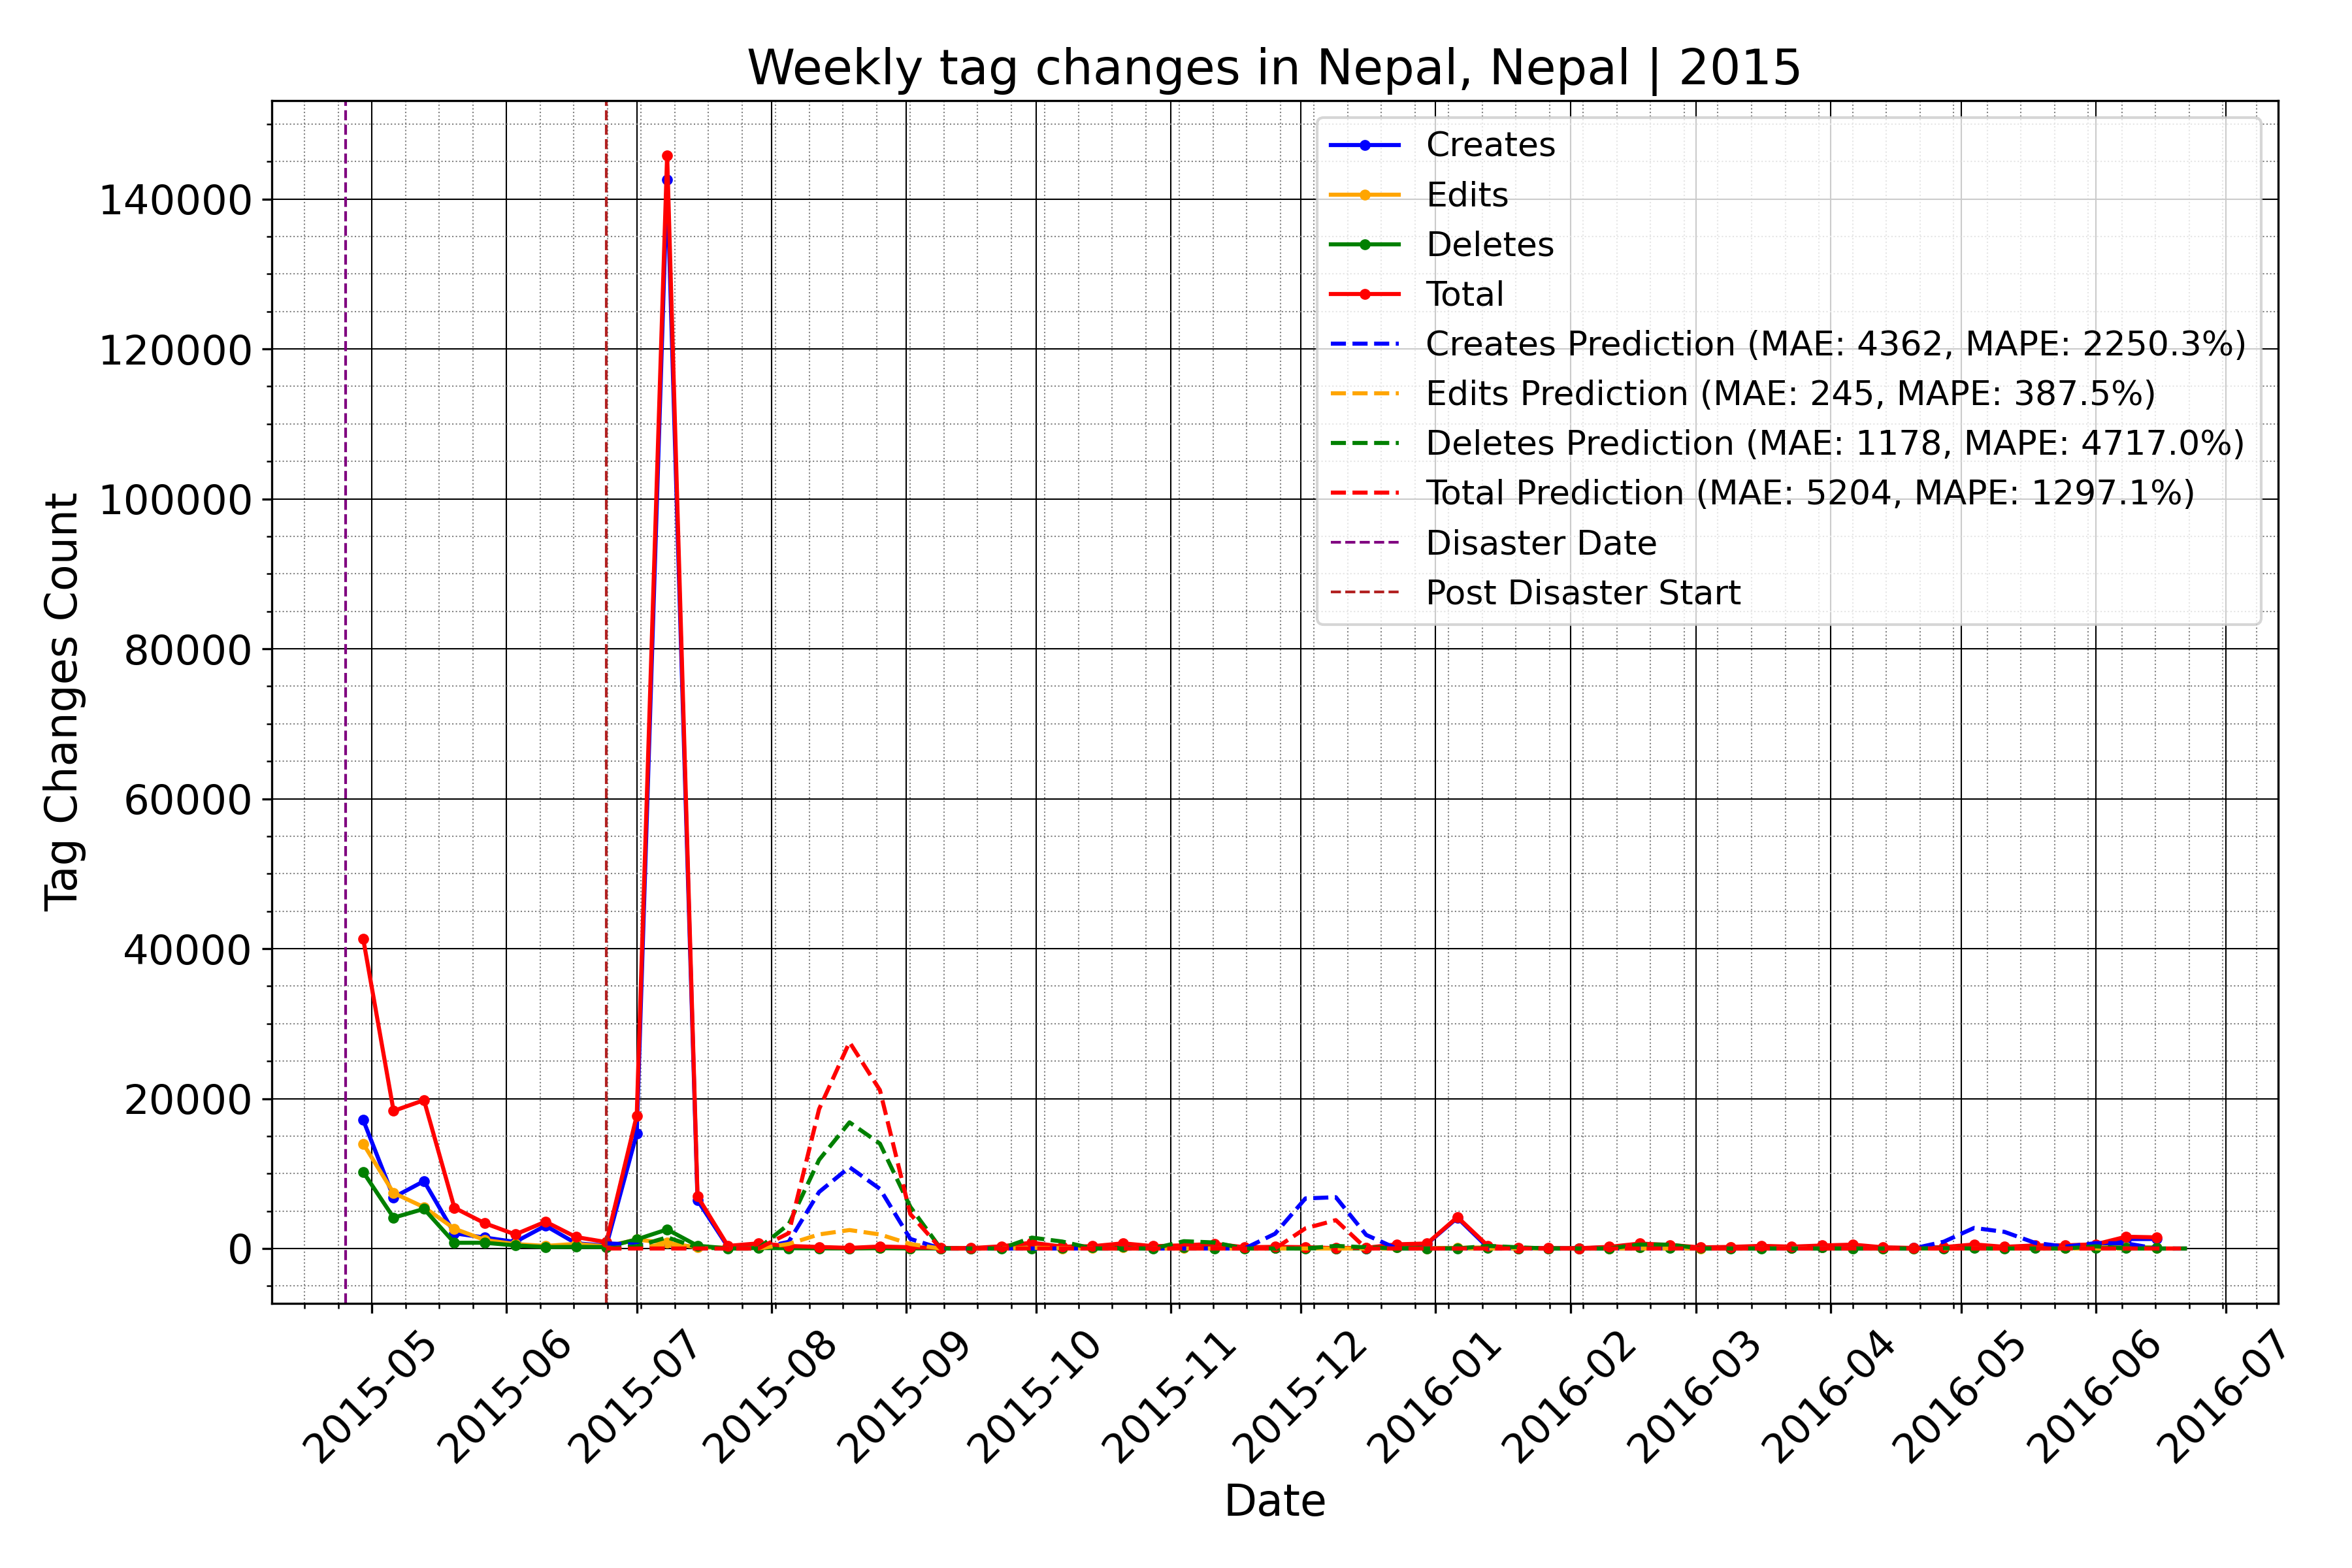 Weekly tag changes in Nepal, Nepal | 2015
Tag Changes Count
140000
120000
100000
80000
60000
40000
20000
0
Creates
Edits
Deletes
Total
Creates Prediction (MAE: 4362, MAPE: 2250.3%)
Edits Prediction (MAE: 245, MAPE: 387.5%)
Deletes Prediction (MAE: 1178, MAPE: 4717.0%)
Total Prediction (MAE: 5204, MAPE: 1297.1%)
Disaster Date
Post Disaster Start
2015-05
2015-06
2015-07
2015-08
2015-09
2015-10
2015-11
2015-12
2016-01
2016-02
2016-03
2016-04
2016-05
2016-06
2016-07
Date